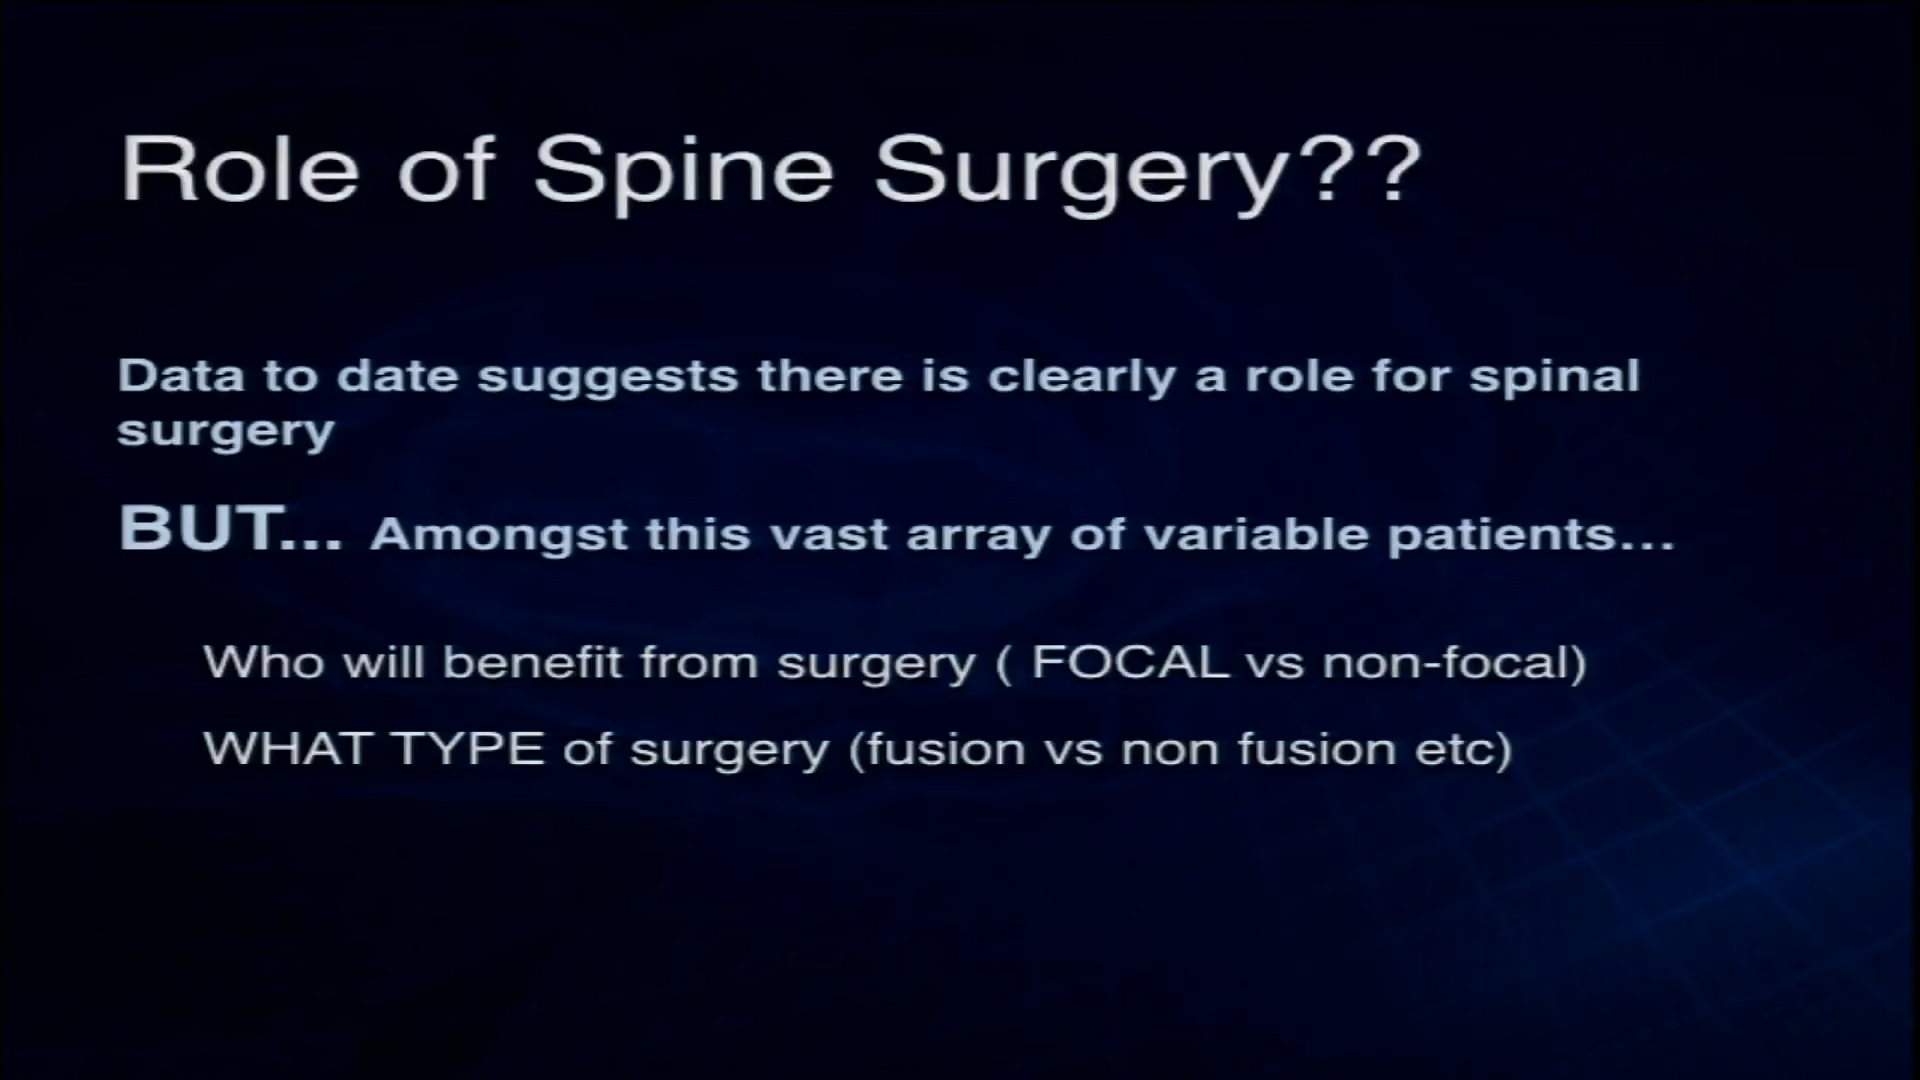 Role of Spine Surgery??
Data to date suggests there is clearly a role for spinal
surgery
BUT... Amongst this vast array of variable patients...
Who will benefit from surgery ( FOCAL vs non-focal)
WHAT TYPE of surgery (fusion vs non fusion etc)